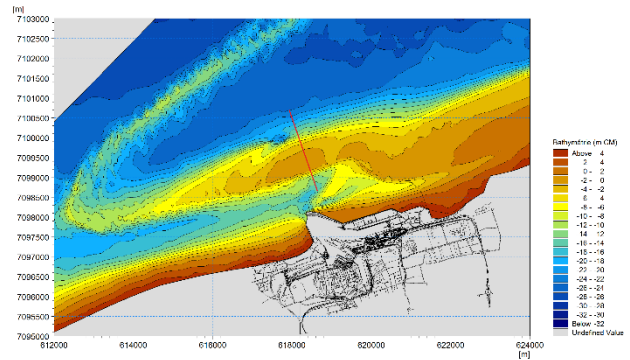 [m]
7103000
7102500
7102000
7101500
7101000
7100500
7100000
7099500
7099000
7098500
7098000
7097500
7097000
7096500
7096000
7095500
7095000
612000 614000 616000 618000 620000 622000 624000
[m]
Bathymétrie (m CM)
Above 4
2 4
0 - 2
-2 - 0
-4 - -2
6 4
-8 - -6
-10 - -8
-12 - -10
14 12
-16 - -14
-18 - -16
-20 - -18
22 20
-24 - -22
-26 - -24
-28 - -26
30 28
-32 - -30
Below -32
Undefined Value